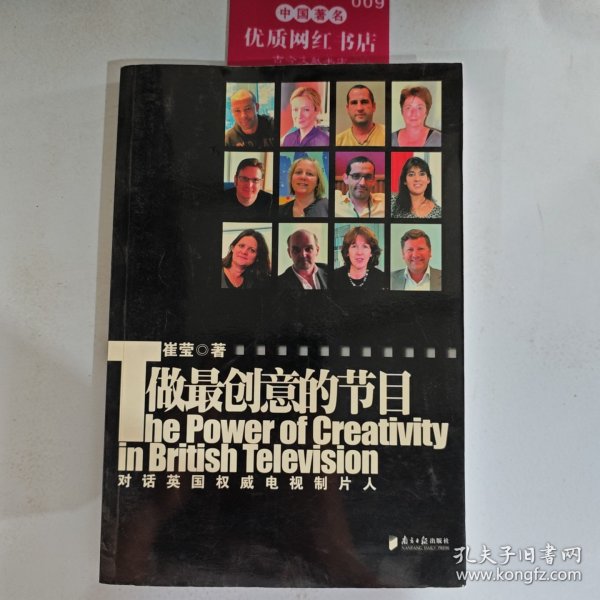 009
中国著名
优质网红书店
崔莹◎著
做最创意的节目
The Power of Creativity
in British Television
对话英国权威电视制片人
南方日报出版社
NANFANG DAILY PRESS
孔夫子旧书网
www.kongfz.com